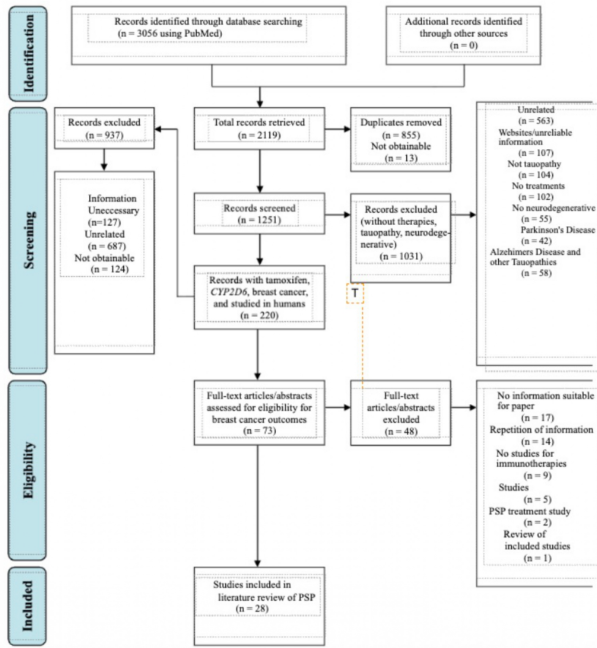 Identification
Records identified through database searching
(n = 3056 using PubMed)
Additional records identified
through other sources
(n = 0)
Screening
Records excluded
(n = 937)
Total records retrieved
(n = 2119)
Duplicates removed
(n = 855)
Not obtainable
(n = 13)
Unrelated
(n = 563)
Websites/unreliable
information
(n = 107)
Not tauopathy
(n = 104)
No treatments
(n = 102)
No neurodegenerative
(n = 55)
Parkinson's Disease
(n = 42)
Alzehimers Disease and
other Tauopathies
(n = 58)
Information
Uneccessary
(n=127)
Unrelated
(n = 687)
Not obtainable
(n = 124)
Records screened
(n = 1251)
Records excluded
(without therapies,
tauopathy, neurodege-
nerative)
(n = 1031)
Records with tamoxifen,
CYP2D6, breast cancer,
and studied in humans
(n = 220)
T
Eligibility
Full-text articles/abstracts
assessed for eligibility for
breast cancer outcomes
(n = 73)
Full-text
articles/abstracts
excluded
(n = 48)
No information suitable
for paper
(n = 17)
Repetition of information
(n = 14)
No studies for
immunotherapies
(n = 9)
Studies
(n = 5)
PSP treatment study
(n = 2)
Review of
included studies
(n = 1)
Included
Studies included in
literature review of PSP
(n = 28)